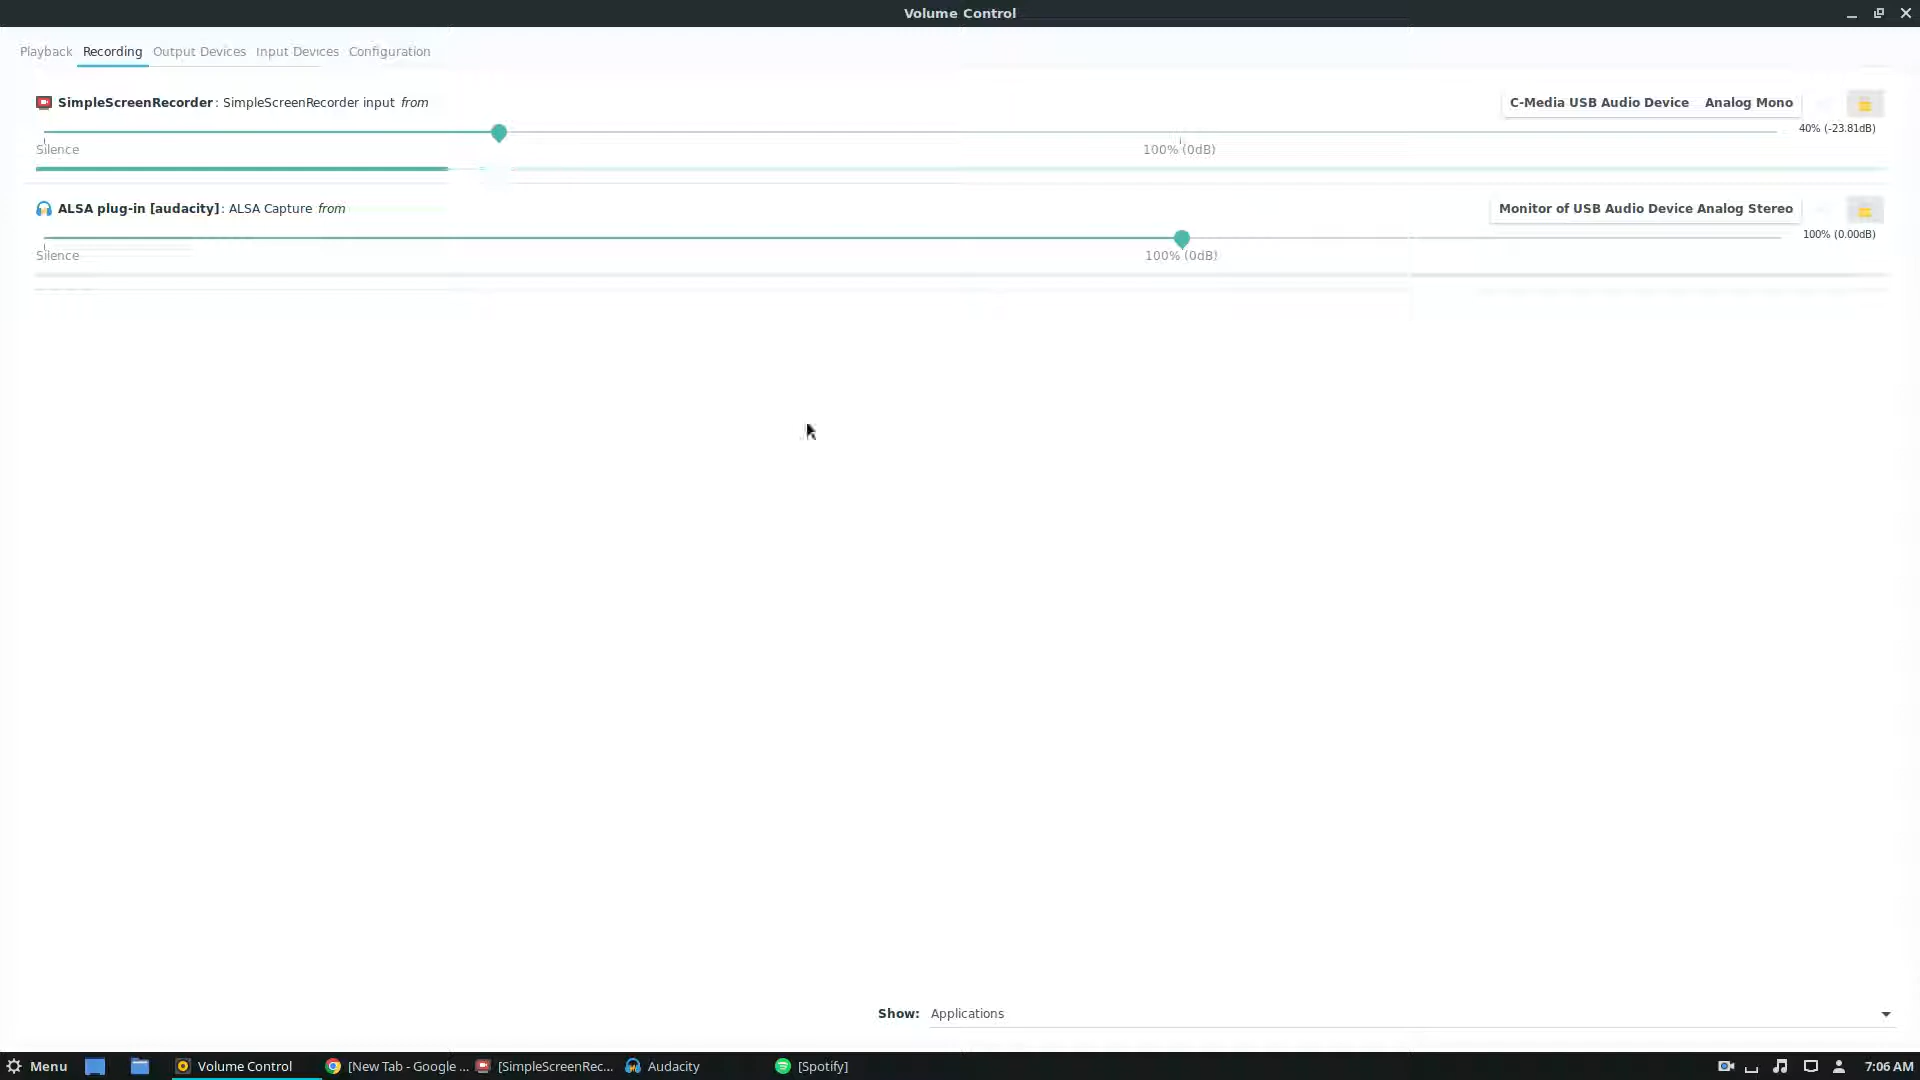 Volume Control
Playback Recording Output Devices Input Devices Configuration
SimpleScreenRecorder: SimpleScreenRecorder input from C-Media USB Audio Device Analog Mono
40% (-23.81dB)
Silence 100% (0dB)
ALSA plug-in [audacity]: ALSA Capture from Monitor of USB Audio Device Analog Stereo
100% (0.00dB)
Silence 100% (0dB)
Show: Applications
Menu Volume Control [New Tab - Google ... [SimpleScreenRec... Audacity [Spotify] 7:06 AM